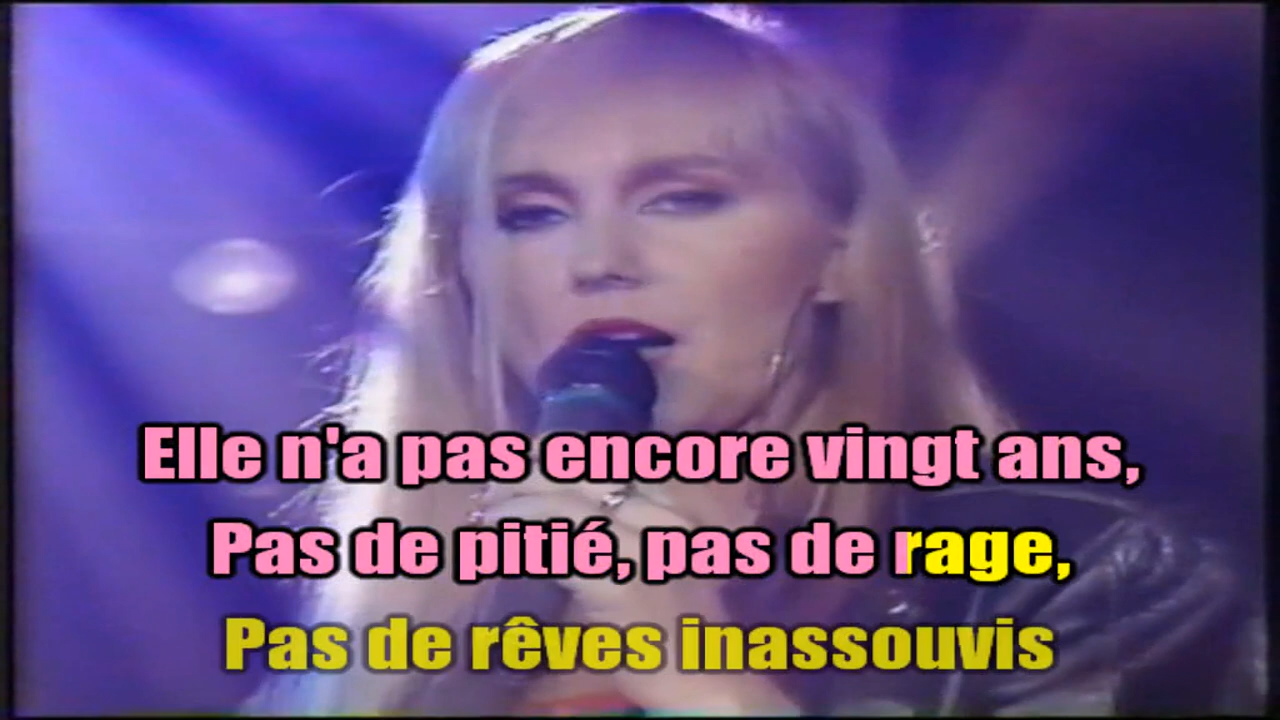 Elle n'a pas encore vingt ans,
Pas de pitié, pas de rage,
Pas de rêves inassouvis